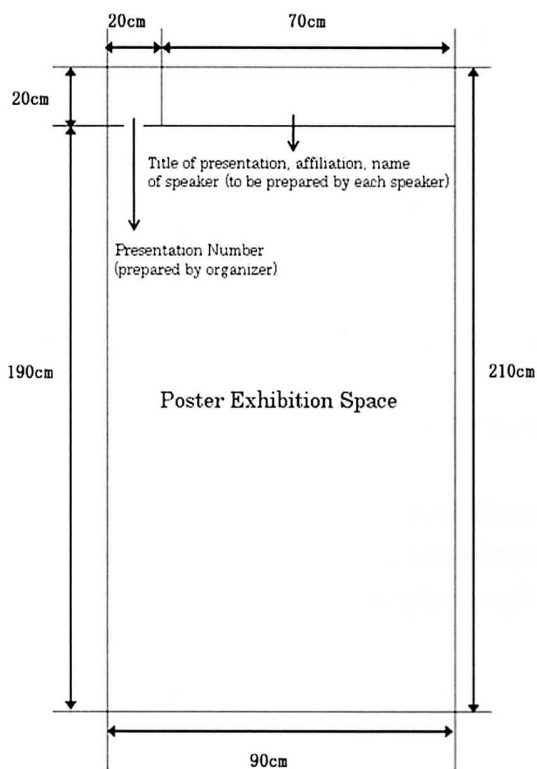 20cm
70cm
20cm
Title of presentation, affiliation, name
of speaker (to be prepared by each speaker)
Presentation Number
(prepared by organizer)
190cm
210cm
Poster Exhibition Space
90cm